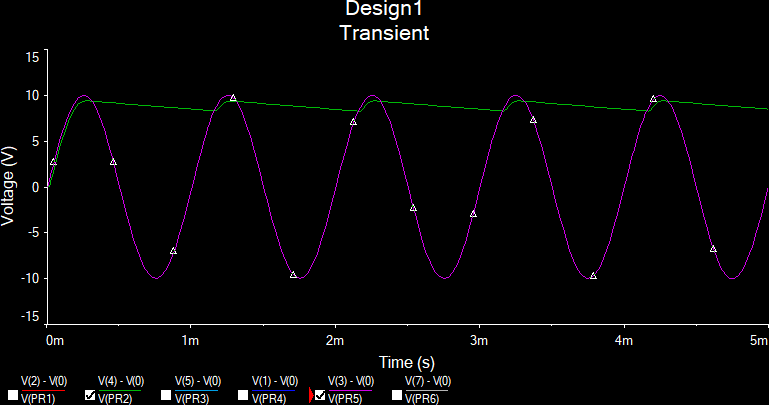 Design1
Transient
15
10
5
0
-5
-10
-15
Voltage (V)
0m 1m 2m 3m 4m 5m
Time (s)
V(2) - V(0) V(4) - V(0) V(5) - V(0) V(1) - V(0) V(3) - V(0) V(7) - V(0)
V(PR1) V(PR2) V(PR3) V(PR4) V(PR5) V(PR6)